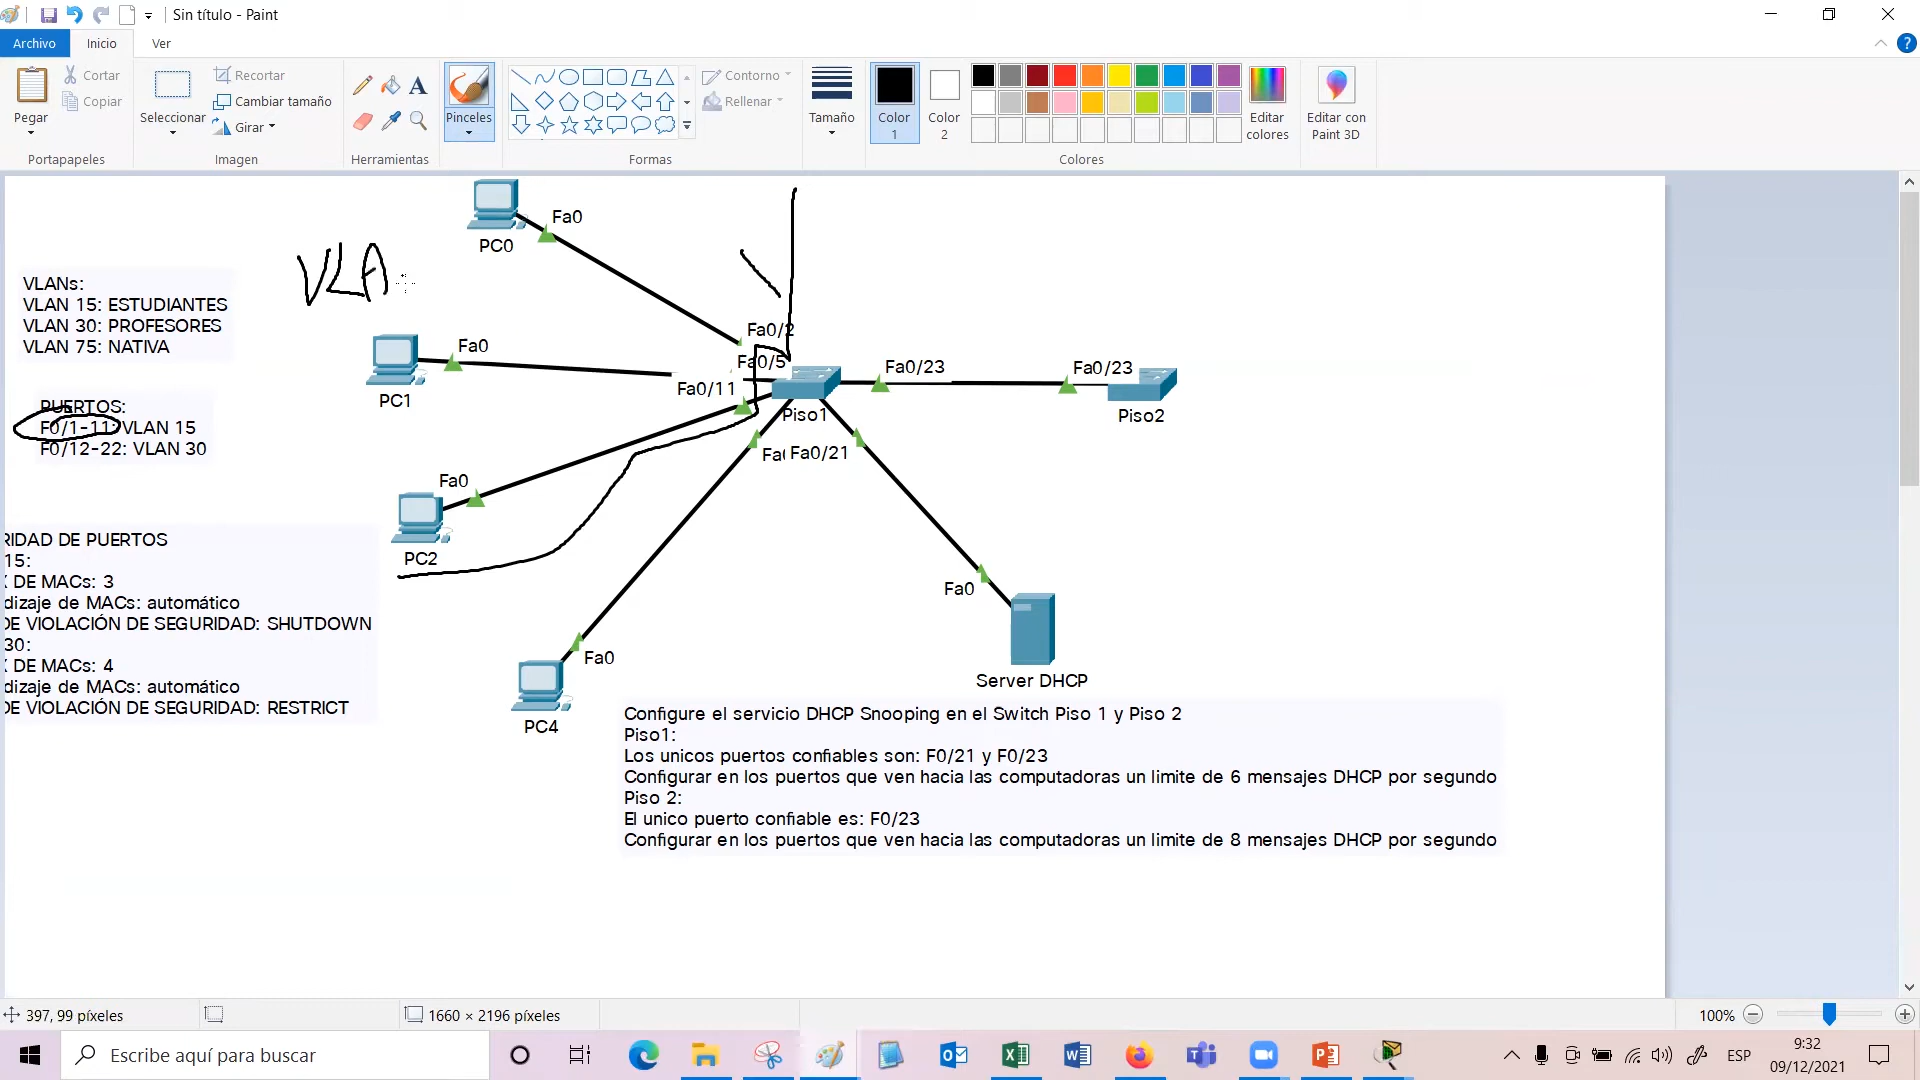 Sin título - Paint
Archivo
Inicio
Ver
Pegar
Cortar
Copiar
Portapapeles
Seleccionar
Recortar
Cambiar tamaño
Girar
Imagen
Herramientas
Pinceles
Contorno
Rellenar
Formas
Tamaño
Color 1
Color 2
Editar colores
Editar con Paint 3D
Colores
VLA
PC0
Fa0
VLANs:
VLAN 15: ESTUDIANTES
VLAN 30: PROFESORES
VLAN 75: NATIVA
PC1
Fa0
Fa0/2
Fa0/5
Fa0/11
Piso1
Fa0/23
Fa0/23
Piso2
PUERTOS:
F0/1-11: VLAN 15
F0/12-22: VLAN 30
Fa0/21
Fa0
PC2
RIDAD DE PUERTOS
15:
DE MACs: 3
dizaje de MACs: automático
DE VIOLACIÓN DE SEGURIDAD: SHUTDOWN
30:
DE MACs: 4
dizaje de MACs: automático
DE VIOLACIÓN DE SEGURIDAD: RESTRICT
Fa0
PC4
Fa0
Server DHCP
Configure el servicio DHCP Snooping en el Switch Piso 1 y Piso 2
Piso1:
Los unicos puertos confiables son: F0/21 y F0/23
Configurar en los puertos que ven hacia las computadoras un limite de 6 mensajes DHCP por segundo
Piso 2:
El unico puerto confiable es: F0/23
Configurar en los puertos que ven hacia las computadoras un limite de 8 mensajes DHCP por segundo
397, 99 píxeles
1660 × 2196 píxeles
100%
Escribe aquí para buscar
ESP
9:32
09/12/2021